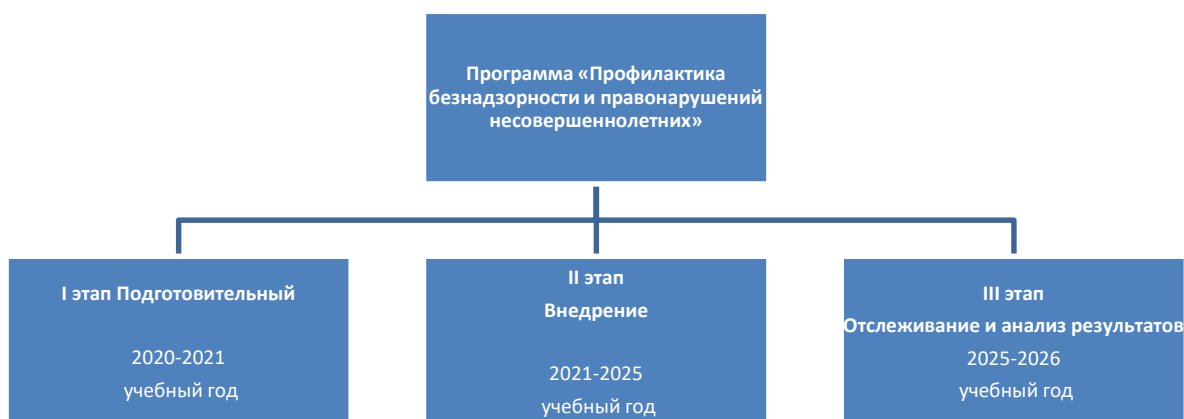 Программа «Профилактика
безнадзорности и правонарушений
несовершеннолетних»
I этап Подготовительный
2020-2021
учебный год
II этап
Внедрение
2021-2025
учебный год
III этап
Отслеживание и анализ результатов
2025-2026
учебный год